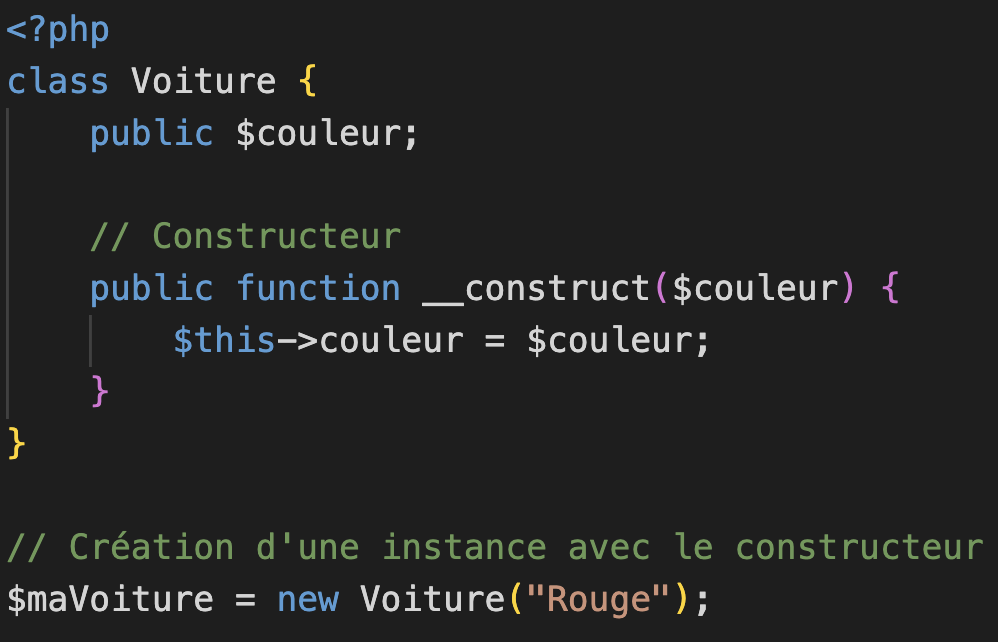 <?php
class Voiture {
    public $couleur;

    // Constructeur
    public function __construct($couleur) {
        $this->couleur = $couleur;
    }
}

// Création d'une instance avec le constructeur
$maVoiture = new Voiture("Rouge");